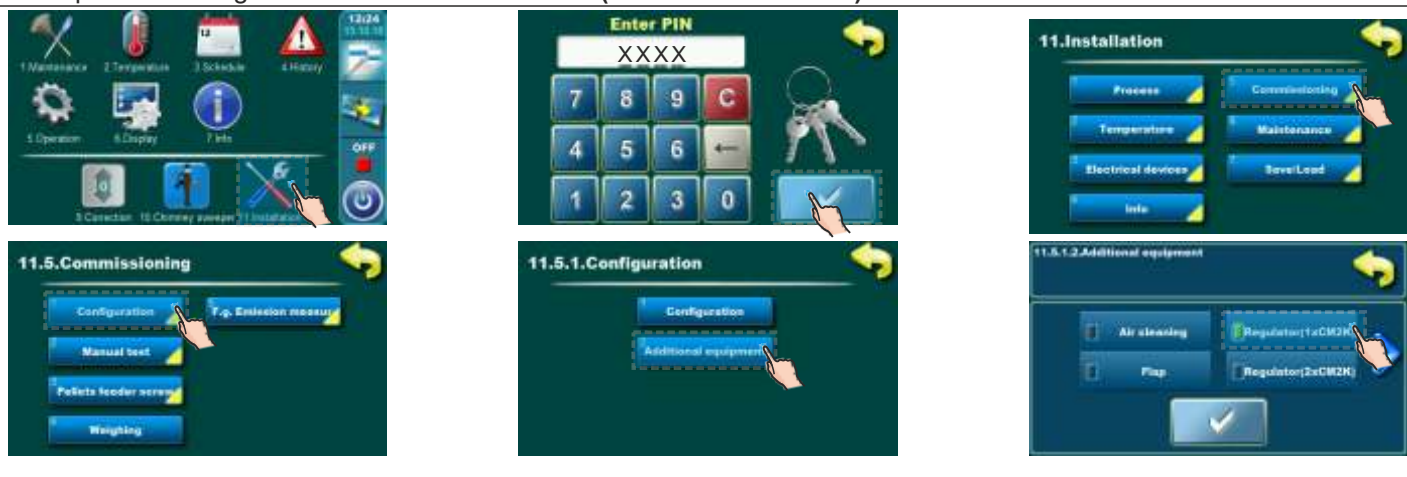 12:24
1 Maintenance 2.Temperature 3.Schedule 4.History
5.Operation 6.Display 7.Info
OFF
9.Correction 10.Chimney sweeper 11.Installation
Enter PIN
XXXX
7 8 9 C
4 5 6 ←
1 2 3 0
11.Installation
Process Commissioning
Temperature Maintenance
Electrical devices Save/Load
Info
11.5.Commissioning
Configuration F.g. Emission measur
Manual test
Pellets feeder screw
Weighing
11.5.1.Configuration
Configuration
Additional equipment
11.5.1.2.Additional equipment
Air cleaning Regulator(1xCM2K)
Flap Regulator(2xCM2K)